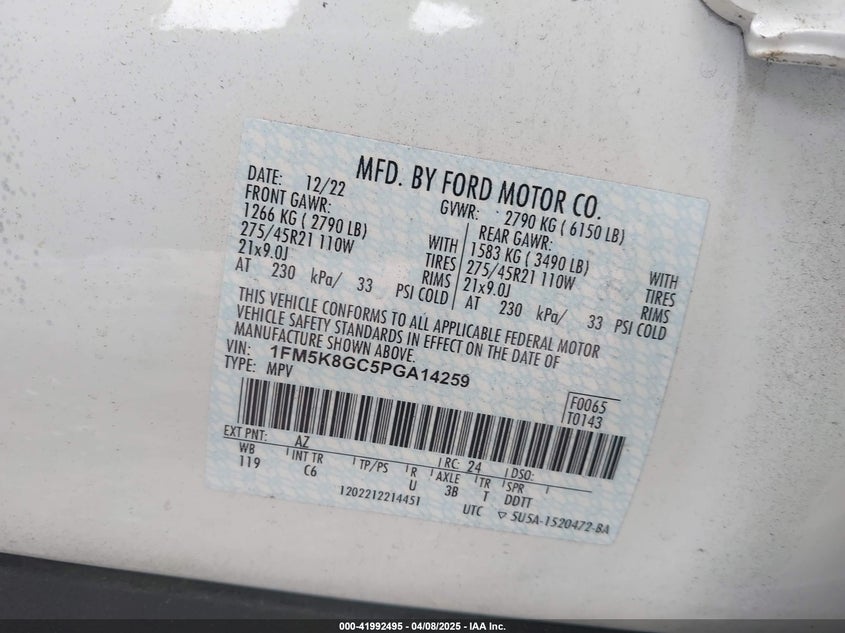 MFD. BY FORD MOTOR CO.
DATE: 12/22 GVWR: 2790 KG ( 6150 LB)
FRONT GAWR: REAR GAWR:
1266 KG ( 2790 LB) WITH 1583 KG ( 3490 LB) WITH
275/45R21 110W TIRES 275/45R21 110W TIRES
21x9.0J RIMS 21x9.0J RIMS
AT 230 kPa/ 33 PSI COLD AT 230 kPa/ 33 PSI COLD
THIS VEHICLE CONFORMS TO ALL APPLICABLE FEDERAL MOTOR
VEHICLE SAFETY STANDARDS IN EFFECT ON THE DATE OF
MANUFACTURE SHOWN ABOVE.
VIN: 1FM5K8GC5PGA14259
TYPE: MPV
F0065
T0143
EXT PNT: AZ RC: 24 DSO:
WB INT TR TP/PS R AXLE TR SPR
119 C6 U 3B T DDTT
1202212214451 UTC ▽ 5U5A-1520472-BA
000-41992495 - 04/08/2025 - IAA Inc.